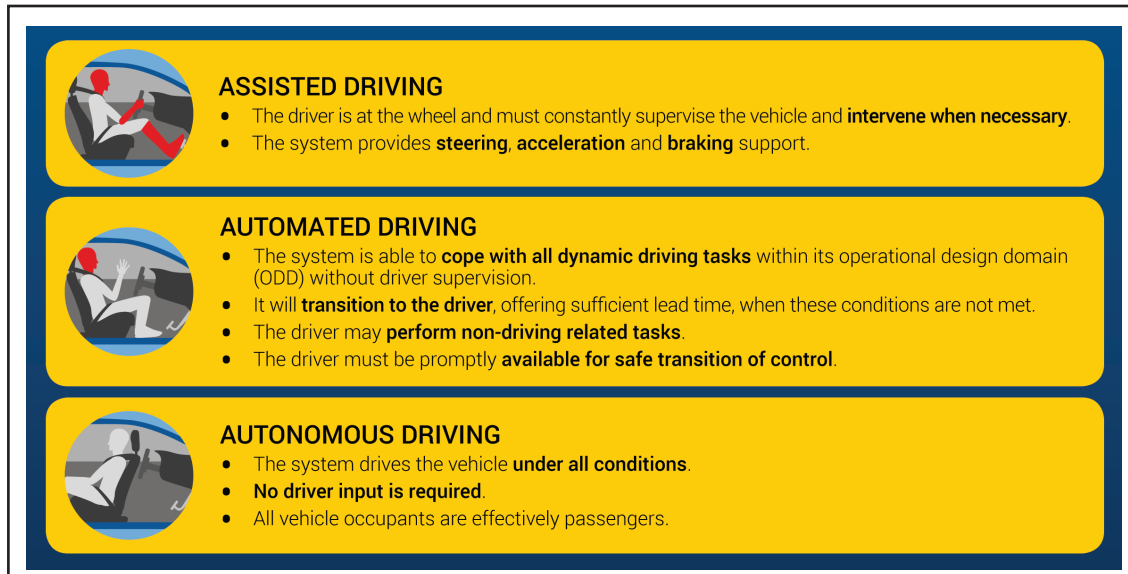 ASSISTED DRIVING
• The driver is at the wheel and must constantly supervise the vehicle and intervene when necessary.
• The system provides steering, acceleration and braking support.
AUTOMATED DRIVING
• The system is able to cope with all dynamic driving tasks within its operational design domain
(ODD) without driver supervision.
• It will transition to the driver, offering sufficient lead time, when these conditions are not met.
• The driver may perform non-driving related tasks.
• The driver must be promptly available for safe transition of control.
AUTONOMOUS DRIVING
• The system drives the vehicle under all conditions.
• No driver input is required.
• All vehicle occupants are effectively passengers.